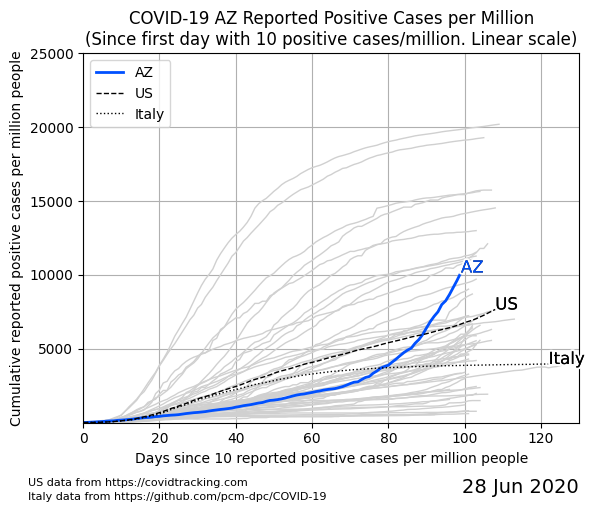 COVID-19 AZ Reported Positive Cases per Million
(Since first day with 10 positive cases/million. Linear scale)
Cumulative reported positive cases per million people
25000
20000
15000
10000
5000
AZ
US
Italy
AZ
US
Italy
0
20
40
60
80
100
120
Days since 10 reported positive cases per million people
US data from https://covidtracking.com
Italy data from https://github.com/pcm-dpc/COVID-19
28 Jun 2020